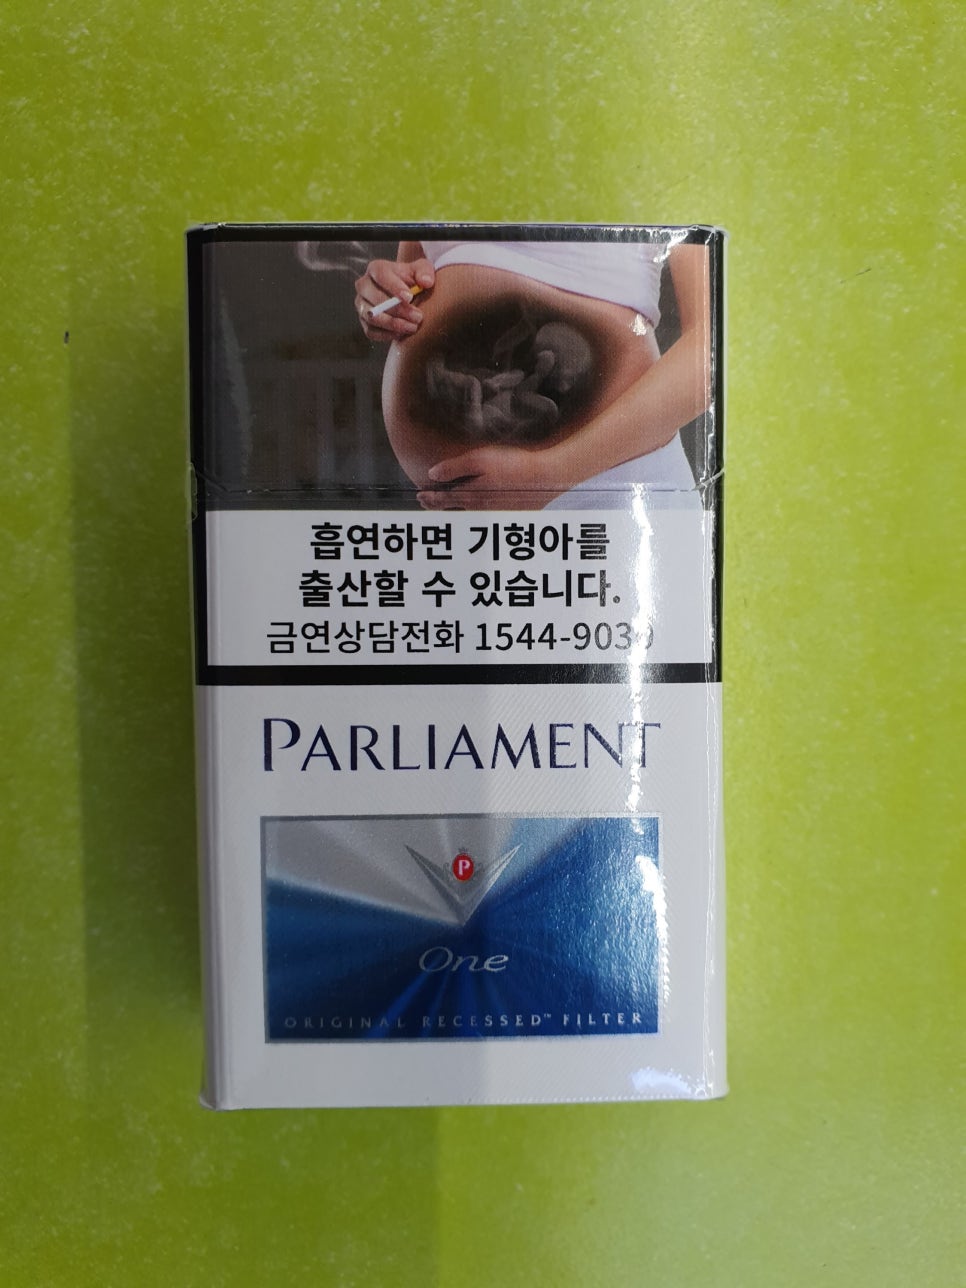 흡연하면 기형아를
출산할 수 있습니다.
금연상담전화 1544-9030
PARLIAMENT
P
One
ORIGINAL RECESSED™ FILTER